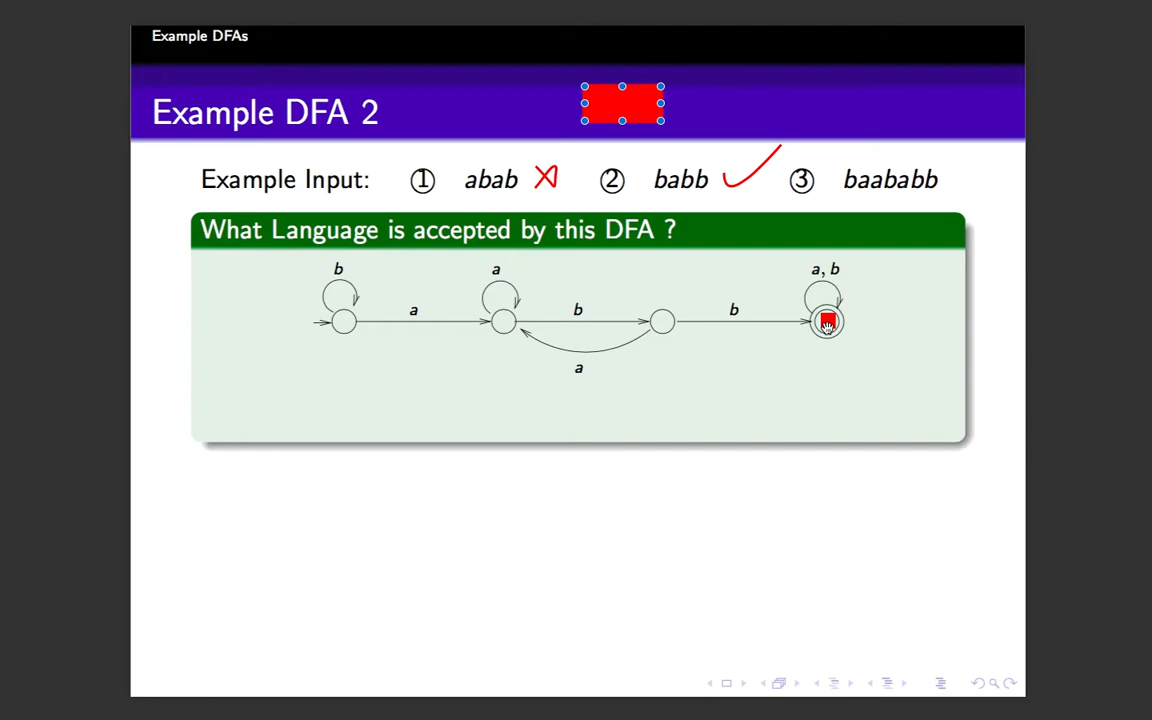 Example DFAs
Example DFA 2
Example Input: ① abab ② babb ③ baababb
What Language is accepted by this DFA ?
b a a, b
a b b
a